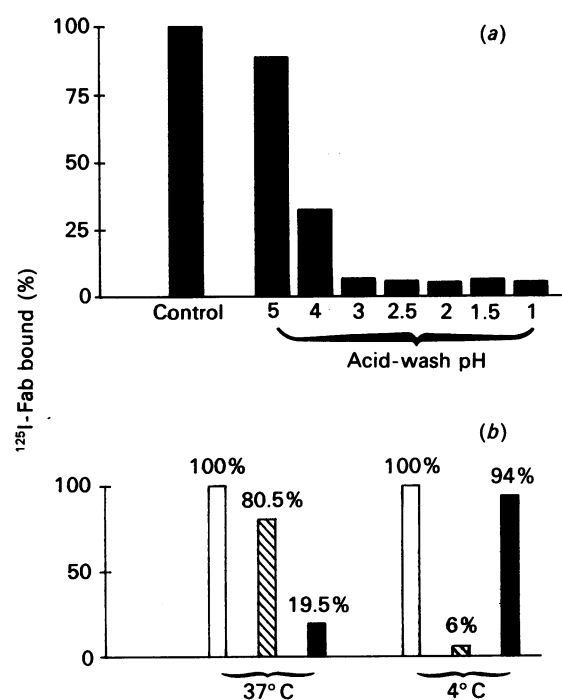 (a)
100
75
50
25
0
Control
5 4 3 2.5 2 1.5 1
Acid-wash pH
¹²⁵I-Fab bound (%)
(b)
100
50
0
100%
80.5%
19.5%
100%
6%
94%
37°C
4°C